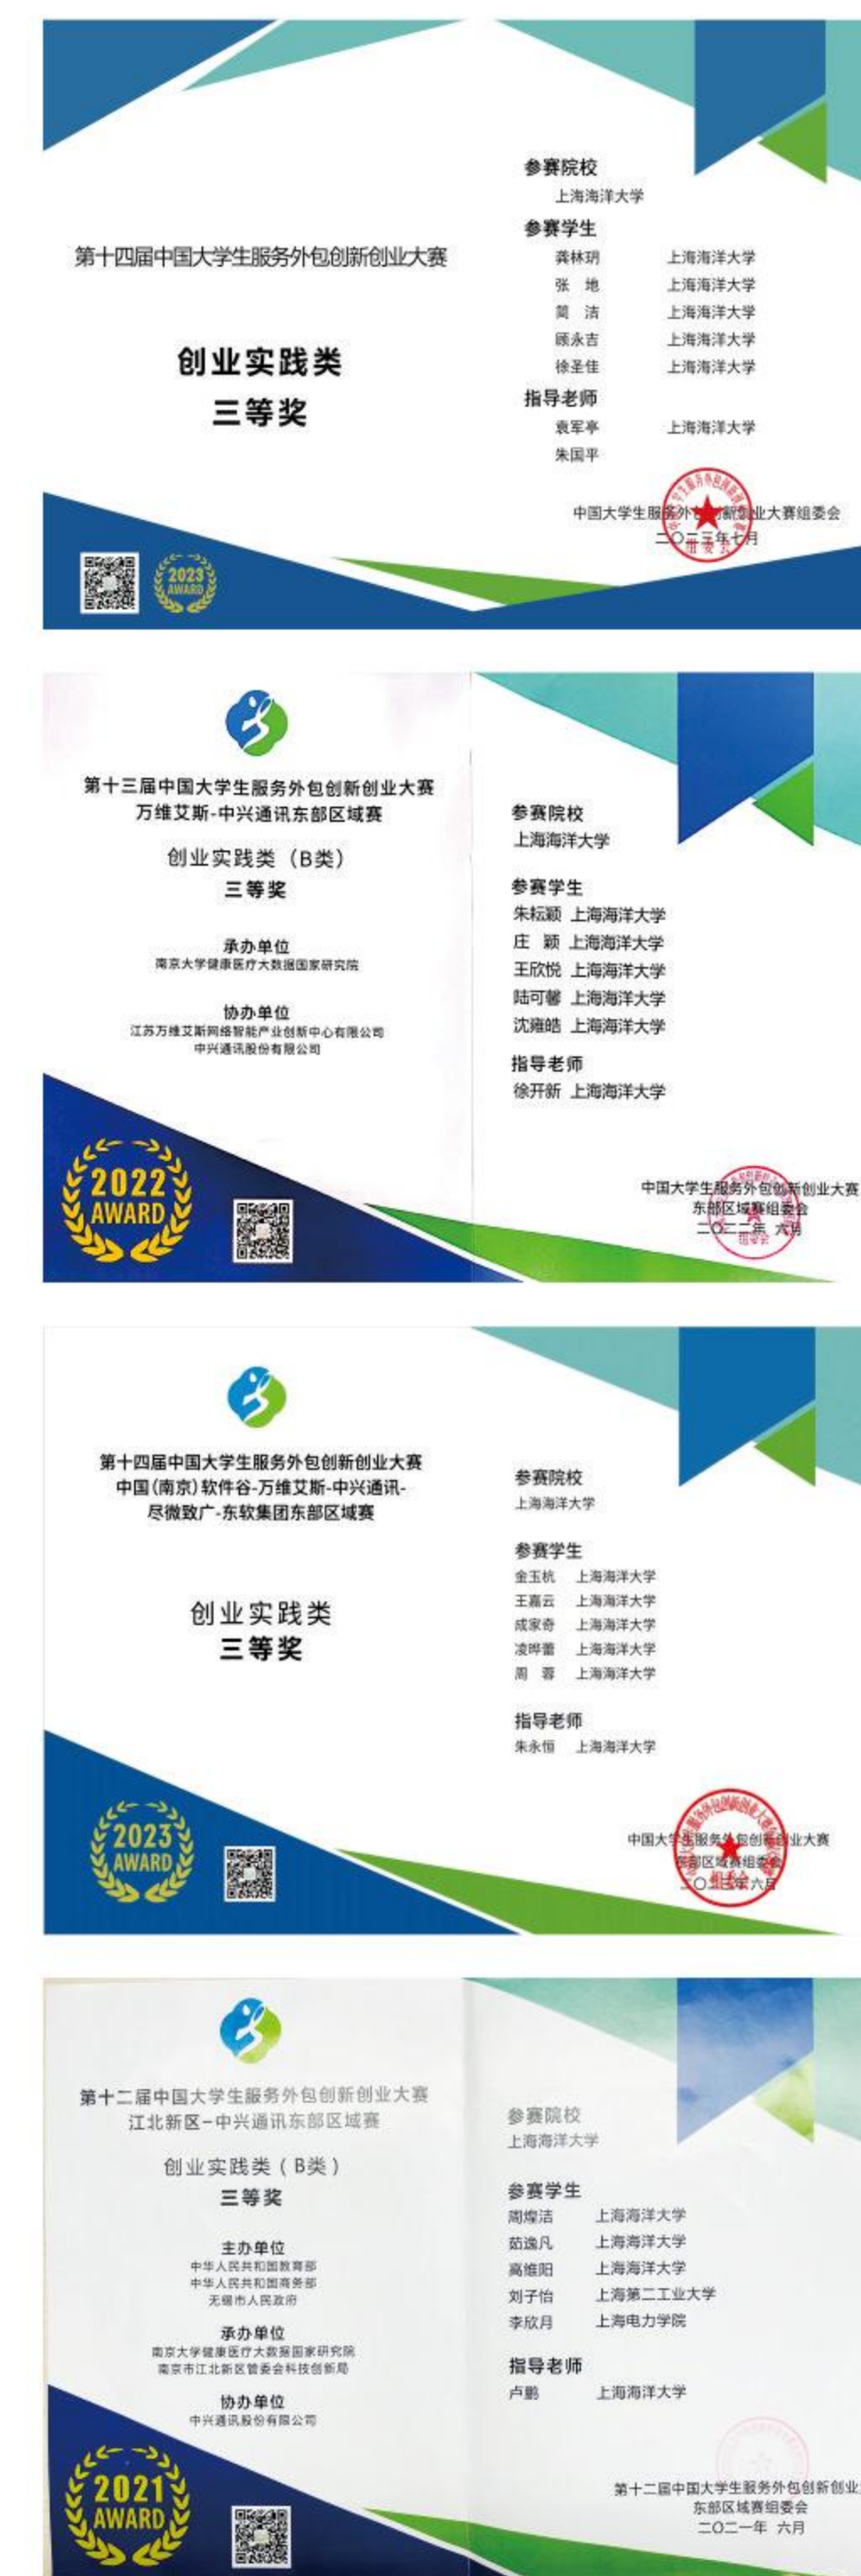 第十四届中国大学生服务外包创新创业大赛
创业实践类
三等奖
2023
AWARD
参赛院校
上海海洋大学
参赛学生
龚林玥 上海海洋大学
张 地 上海海洋大学
简 洁 上海海洋大学
顾永吉 上海海洋大学
徐圣佳 上海海洋大学
指导老师
袁军亭 上海海洋大学
朱国平
中国大学生服务外包创新创业大赛组委会
二〇二三年七月
第十三届中国大学生服务外包创新创业大赛
万维艾斯-中兴通讯东部区域赛
创业实践类（B类）
三等奖
承办单位
南京大学健康医疗大数据国家研究院
协办单位
江苏万维艾斯网络智能产业创新中心有限公司
中兴通讯股份有限公司
2022
AWARD
参赛院校
上海海洋大学
参赛学生
朱耘颖 上海海洋大学
庄 颖 上海海洋大学
王欣悦 上海海洋大学
陆可馨 上海海洋大学
沈雍皓 上海海洋大学
指导老师
徐开新 上海海洋大学
中国大学生服务外包创新创业大赛
东部区域赛组委会
二〇二二年 六月
第十四届中国大学生服务外包创新创业大赛
中国(南京)软件谷-万维艾斯-中兴通讯-
尽微致广-东软集团东部区域赛
创业实践类
三等奖
2023
AWARD
参赛院校
上海海洋大学
参赛学生
金玉杭 上海海洋大学
王嘉云 上海海洋大学
成家奇 上海海洋大学
凌晔蕾 上海海洋大学
周 蓉 上海海洋大学
指导老师
朱永恒 上海海洋大学
中国大学生服务外包创新创业大赛
东部区域赛组委会
二〇二三年六月
第十二届中国大学生服务外包创新创业大赛
江北新区-中兴通讯东部区域赛
创业实践类（B类）
三等奖
主办单位
中华人民共和国教育部
中华人民共和国商务部
无锡市人民政府
承办单位
南京大学健康医疗大数据国家研究院
南京市江北新区管委会科技创新局
协办单位
中兴通讯股份有限公司
2021
AWARD
参赛院校
上海海洋大学
参赛学生
周煌洁 上海海洋大学
茹逸凡 上海海洋大学
高维阳 上海海洋大学
刘子怡 上海第二工业大学
李欣月 上海电力学院
指导老师
卢鹏 上海海洋大学
第十二届中国大学生服务外包创新创业
东部区域赛组委会
二〇二一年 六月